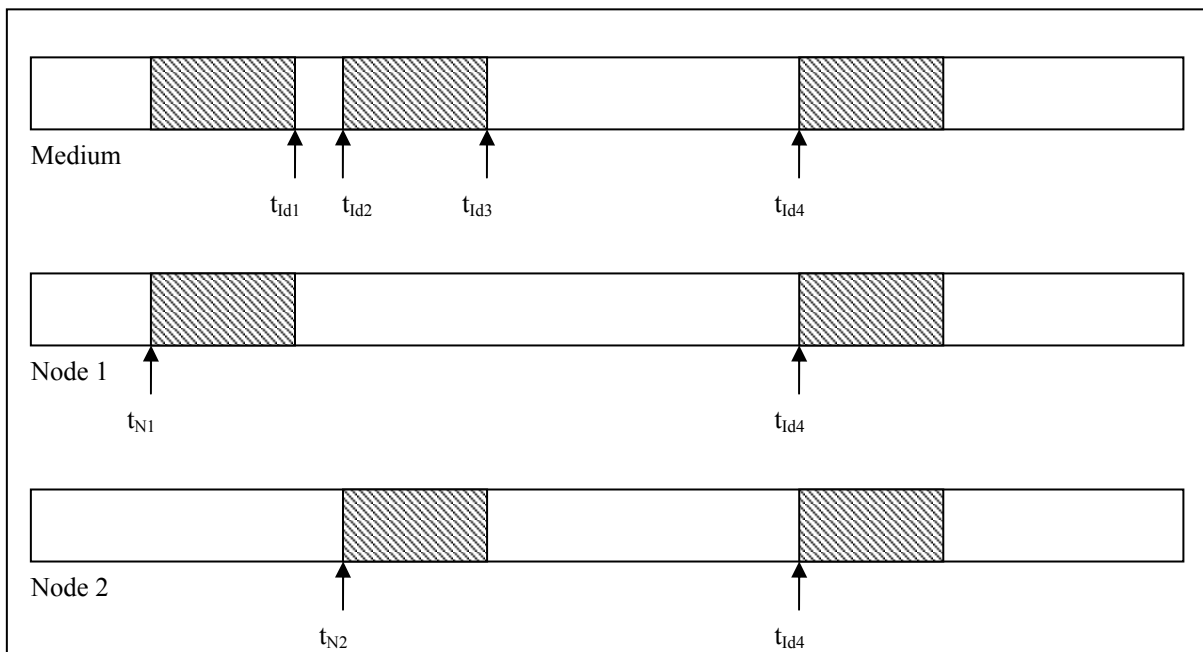 Medium
tId1 tId2 tId3 tId4
Node 1
tN1 tId4
Node 2
tN2 tId4